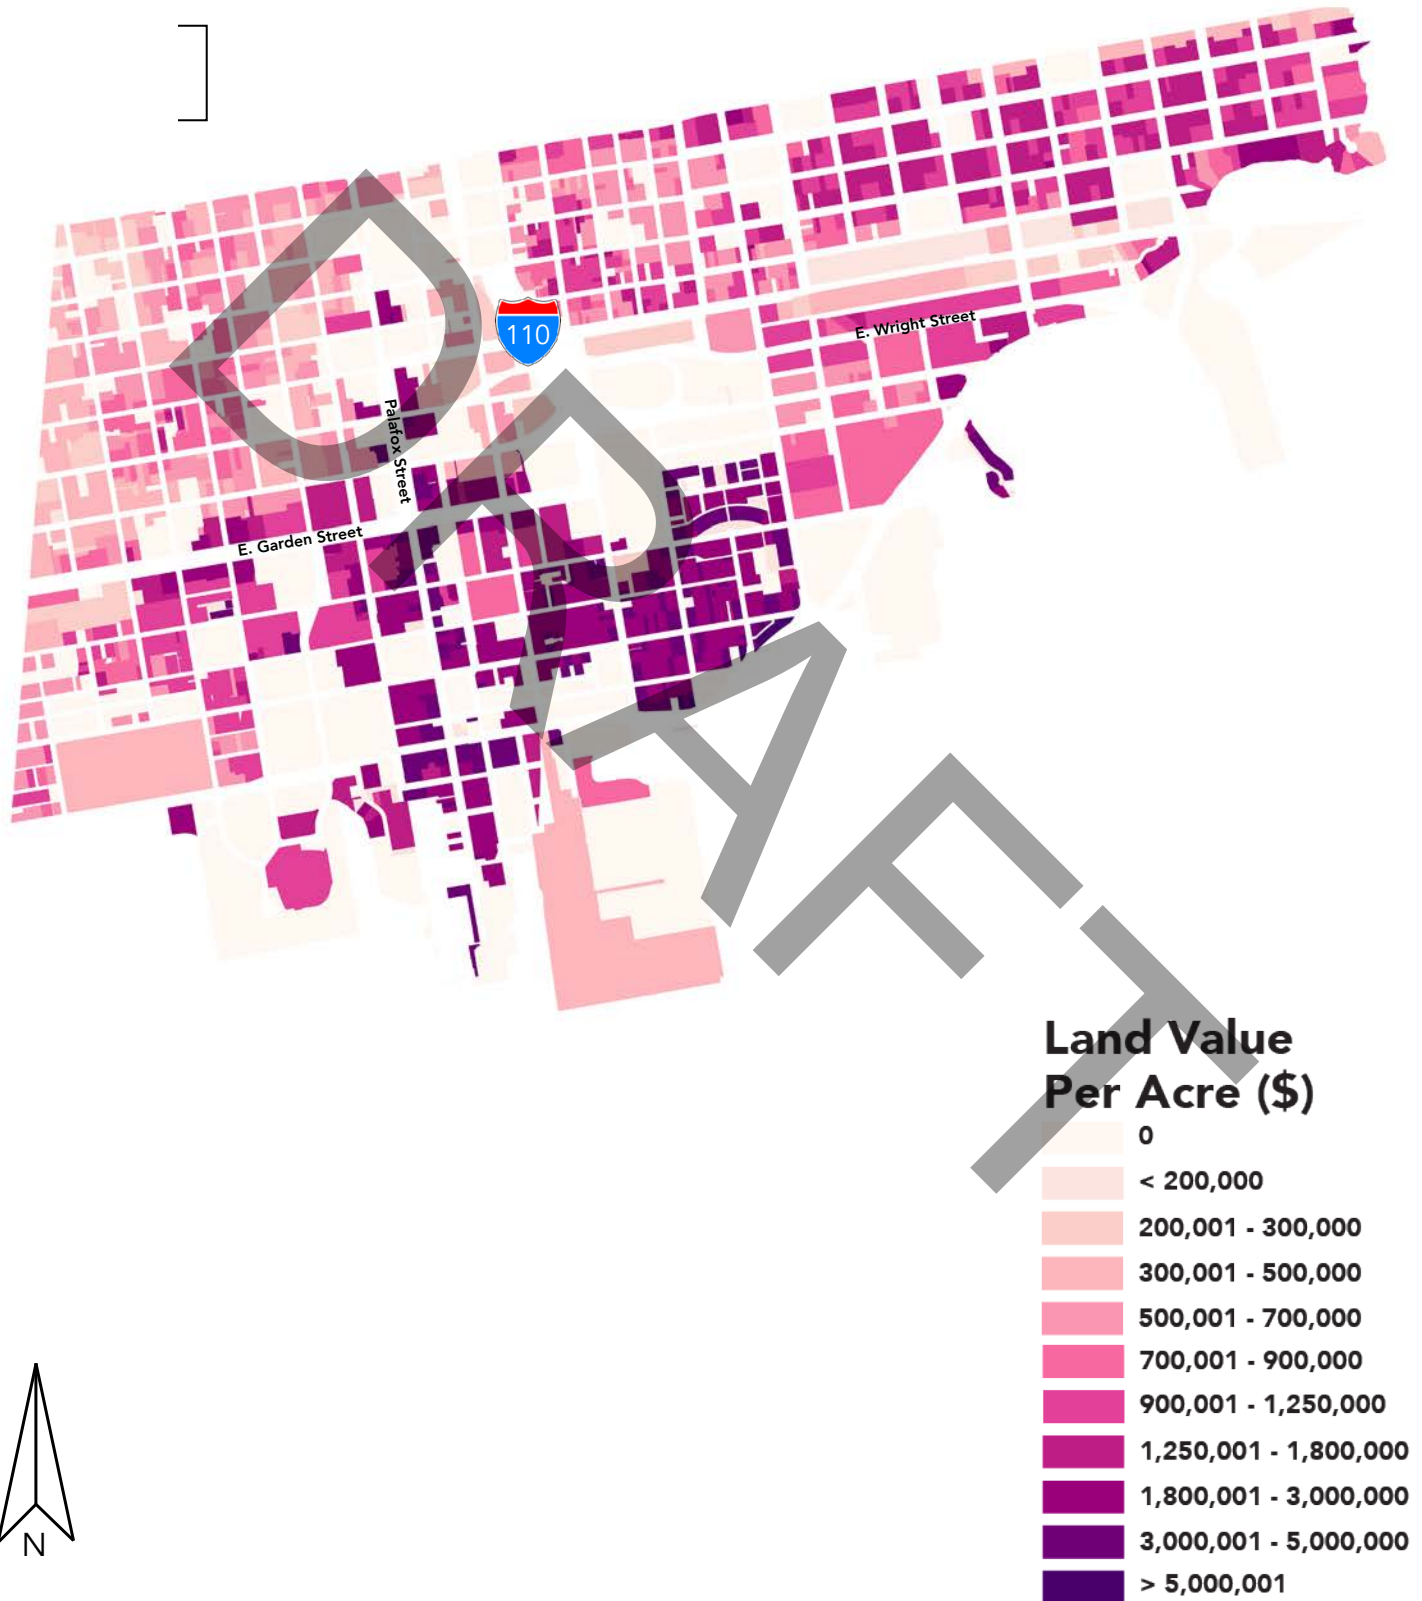 110
E. Wright Street
Palafox Street
E. Garden Street
DRAFT
Land Value
Per Acre ($)
0
< 200,000
200,001 - 300,000
300,001 - 500,000
500,001 - 700,000
700,001 - 900,000
900,001 - 1,250,000
1,250,001 - 1,800,000
1,800,001 - 3,000,000
3,000,001 - 5,000,000
> 5,000,001
N